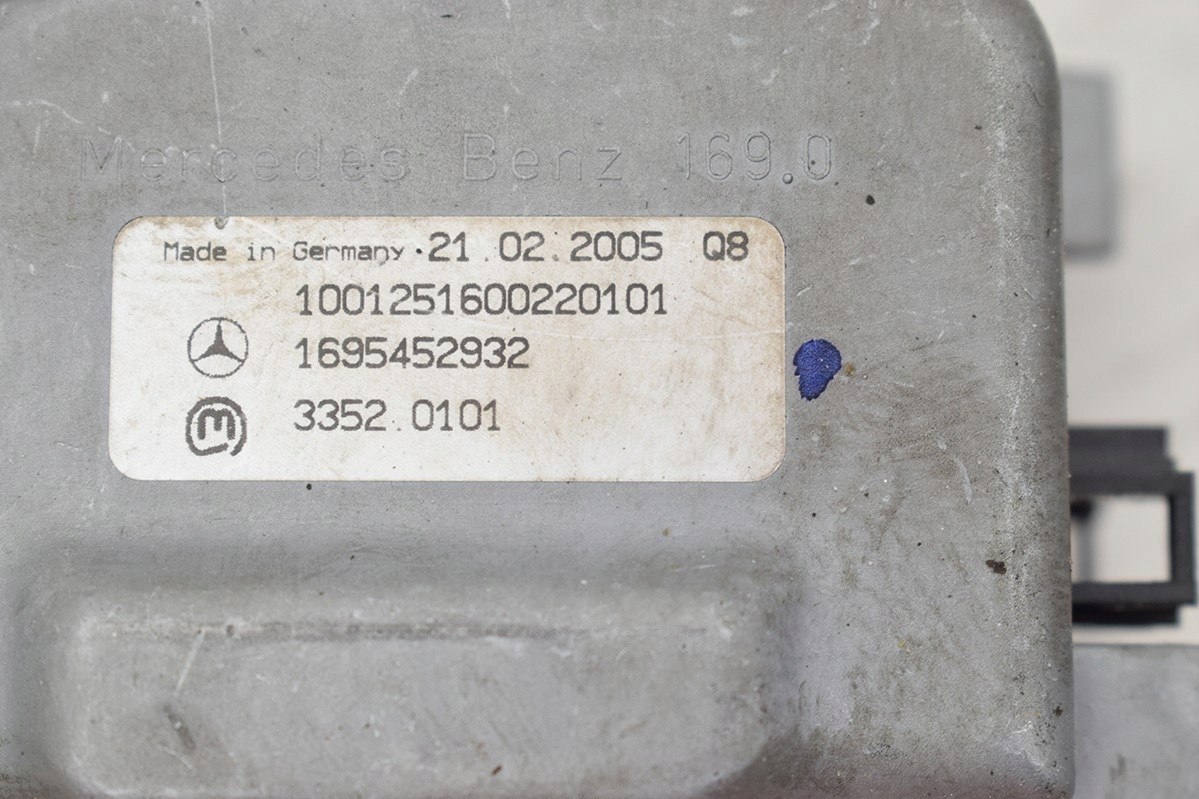 Mercedes Benz 169.0
Made in Germany · 21.02.2005 Q8
1001251600220101
1695452932
M
3352.0101